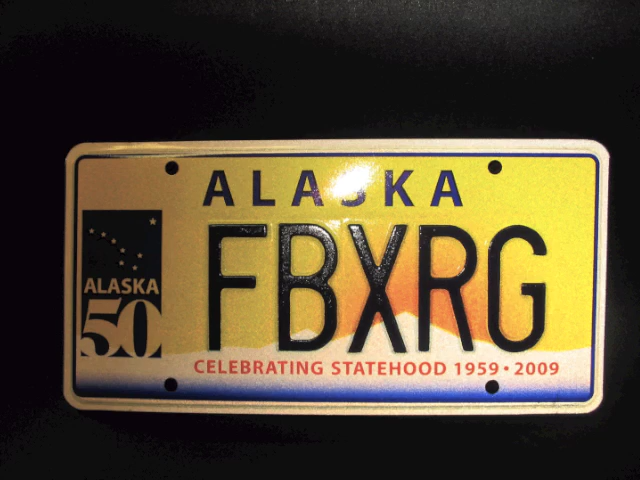 ALASKA
ALASKA
50
FBXRG
CELEBRATING STATEHOOD 1959 • 2009